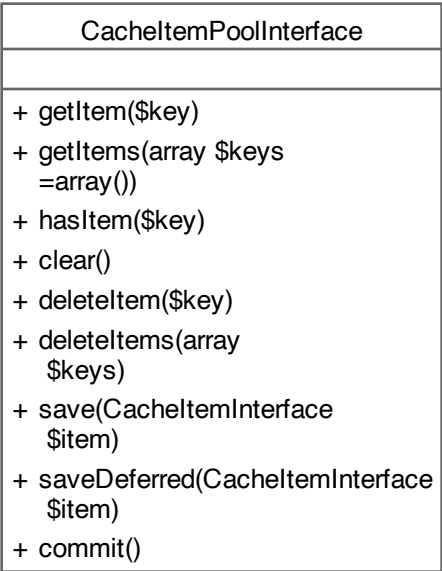 CacheItemPoolInterface
+ getItem($key)
+ getItems(array $keys
=array())
+ hasItem($key)
+ clear()
+ deleteItem($key)
+ deleteItems(array
$keys)
+ save(CacheItemInterface
$item)
+ saveDeferred(CacheItemInterface
$item)
+ commit()